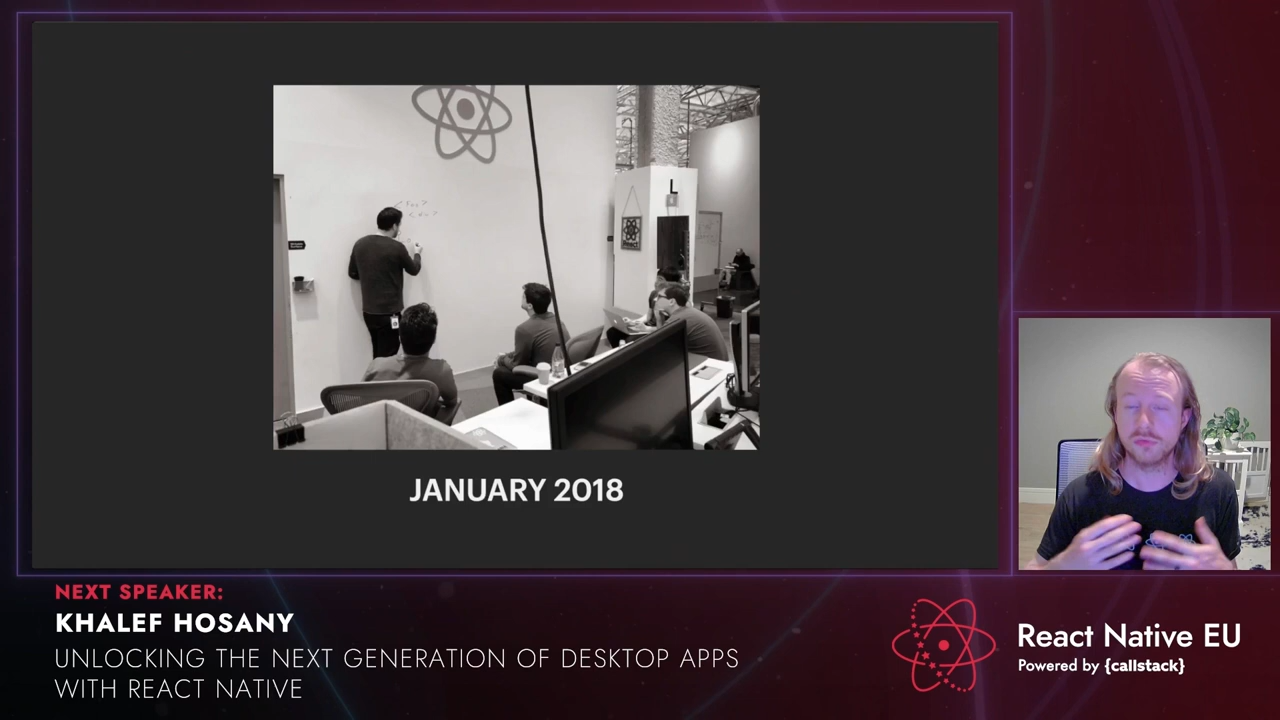 L
REACT
JANUARY 2018
NEXT SPEAKER:
KHALEF HOSANY
UNLOCKING THE NEXT GENERATION OF DESKTOP APPS
WITH REACT NATIVE
React Native EU
Powered by {callstack}